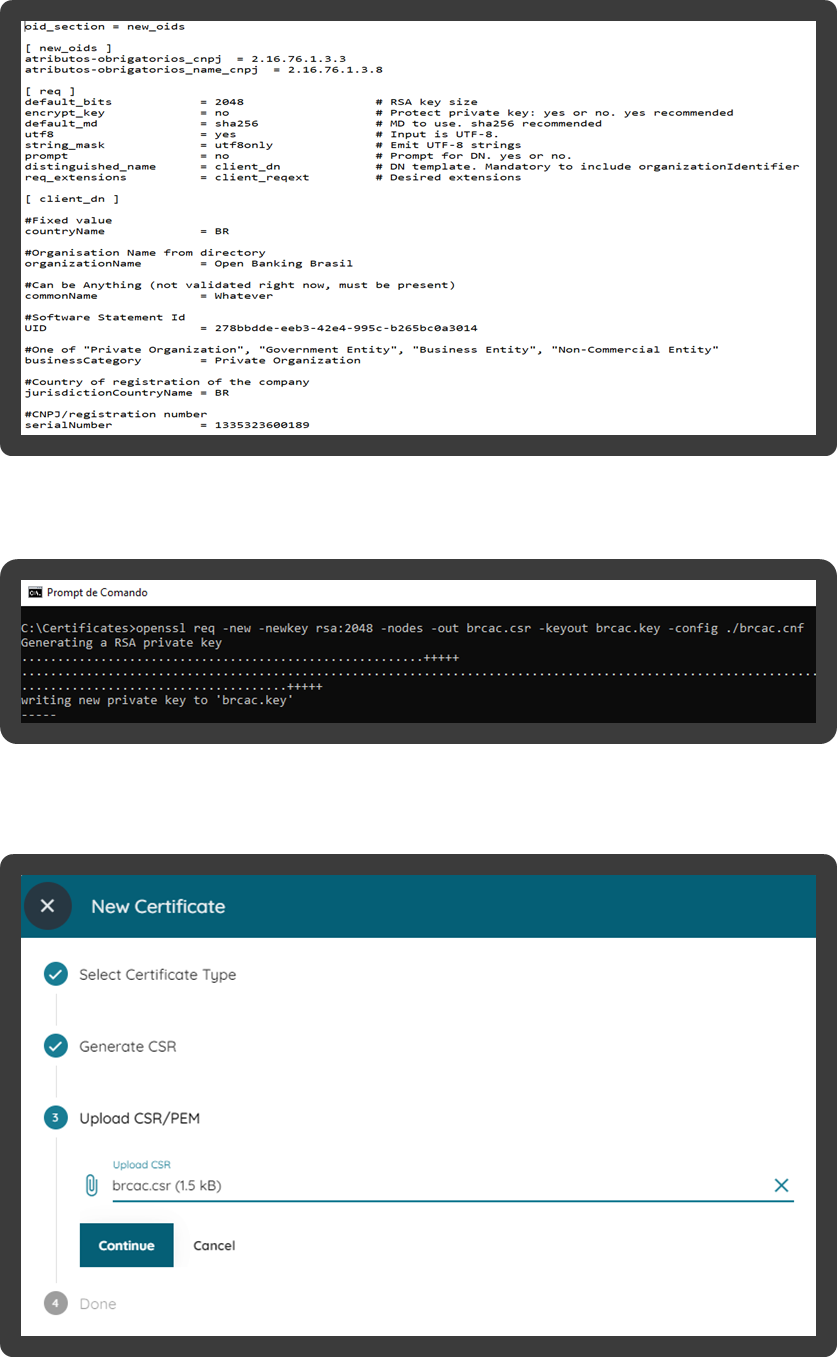 oid_section = new_oids
[ new_oids ]
atributos-obrigatorios_cnpj = 2.16.76.1.3.3
atributos-obrigatorios_name_cnpj = 2.16.76.1.3.8
[ req ]
default_bits = 2048 # RSA key size
encrypt_key = no # Protect private key: yes or no. yes recommended
default_md = sha256 # MD to use. sha256 recommended
utf8 = yes # Input is UTF-8.
string_mask = utf8only # Emit UTF-8 strings
prompt = no # Prompt for DN. yes or no.
distinguished_name = client_dn # DN template. Mandatory to include organizationIdentifier
req_extensions = client_reqext # Desired extensions
[ client_dn ]
#Fixed value
countryName = BR
#Organisation Name from directory
organizationName = Open Banking Brasil
#Can be Anything (not validated right now, must be present)
commonName = Whatever
#Software Statement Id
UID = 278bbdde-eeb3-42e4-995c-b265bc0a3014
#One of "Private Organization", "Government Entity", "Business Entity", "Non-Commercial Entity"
businessCategory = Private Organization
#Country of registration of the company
jurisdictionCountryName = BR
#CNPJ/registration number
serialNumber = 1335323600189
Prompt de Comando
C:\Certificates>openssl req -new -newkey rsa:2048 -nodes -out brcac.csr -keyout brcac.key -config ./brcac.cnf
Generating a RSA private key
......................................................+++++
..........................................................................................................
....................................+++++
writing new private key to 'brcac.key'
-----
New Certificate
Select Certificate Type
Generate CSR
3 Upload CSR/PEM
Upload CSR
brcac.csr (1.5 kB)
Continue Cancel
4 Done